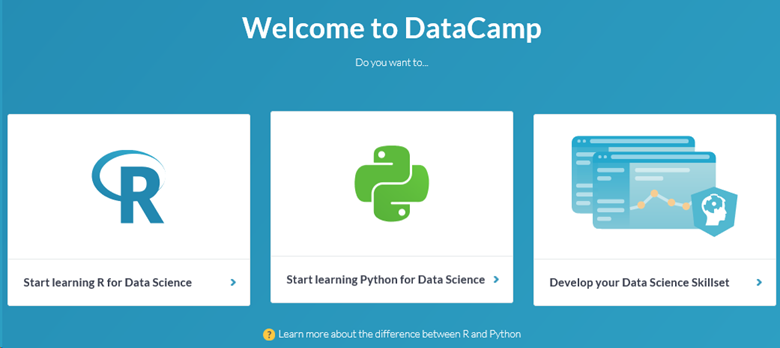 Welcome to DataCamp
Do you want to...
R
Start learning R for Data Science
Start learning Python for Data Science
Develop your Data Science Skillset
? Learn more about the difference between R and Python